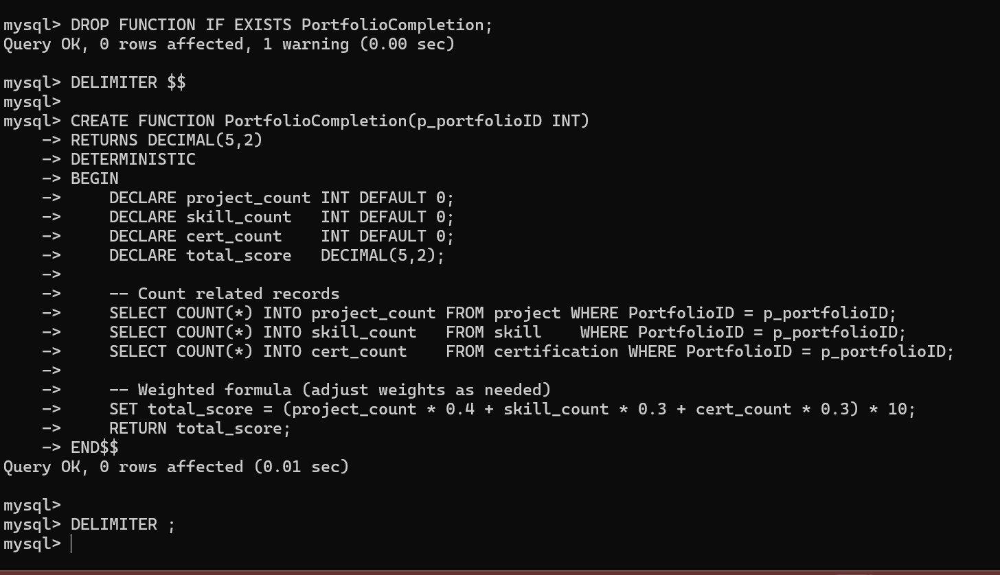 mysql> DROP FUNCTION IF EXISTS PortfolioCompletion;
Query OK, 0 rows affected, 1 warning (0.00 sec)

mysql> DELIMITER $$
mysql>
mysql> CREATE FUNCTION PortfolioCompletion(p_portfolioID INT)
    -> RETURNS DECIMAL(5,2)
    -> DETERMINISTIC
    -> BEGIN
    ->     DECLARE project_count INT DEFAULT 0;
    ->     DECLARE skill_count   INT DEFAULT 0;
    ->     DECLARE cert_count    INT DEFAULT 0;
    ->     DECLARE total_score   DECIMAL(5,2);
    ->
    ->     -- Count related records
    ->     SELECT COUNT(*) INTO project_count FROM project WHERE PortfolioID = p_portfolioID;
    ->     SELECT COUNT(*) INTO skill_count   FROM skill    WHERE PortfolioID = p_portfolioID;
    ->     SELECT COUNT(*) INTO cert_count    FROM certification WHERE PortfolioID = p_portfolioID;
    ->
    ->     -- Weighted formula (adjust weights as needed)
    ->     SET total_score = (project_count * 0.4 + skill_count * 0.3 + cert_count * 0.3) * 10;
    ->     RETURN total_score;
    -> END$$
Query OK, 0 rows affected (0.01 sec)

mysql>
mysql> DELIMITER ;
mysql>